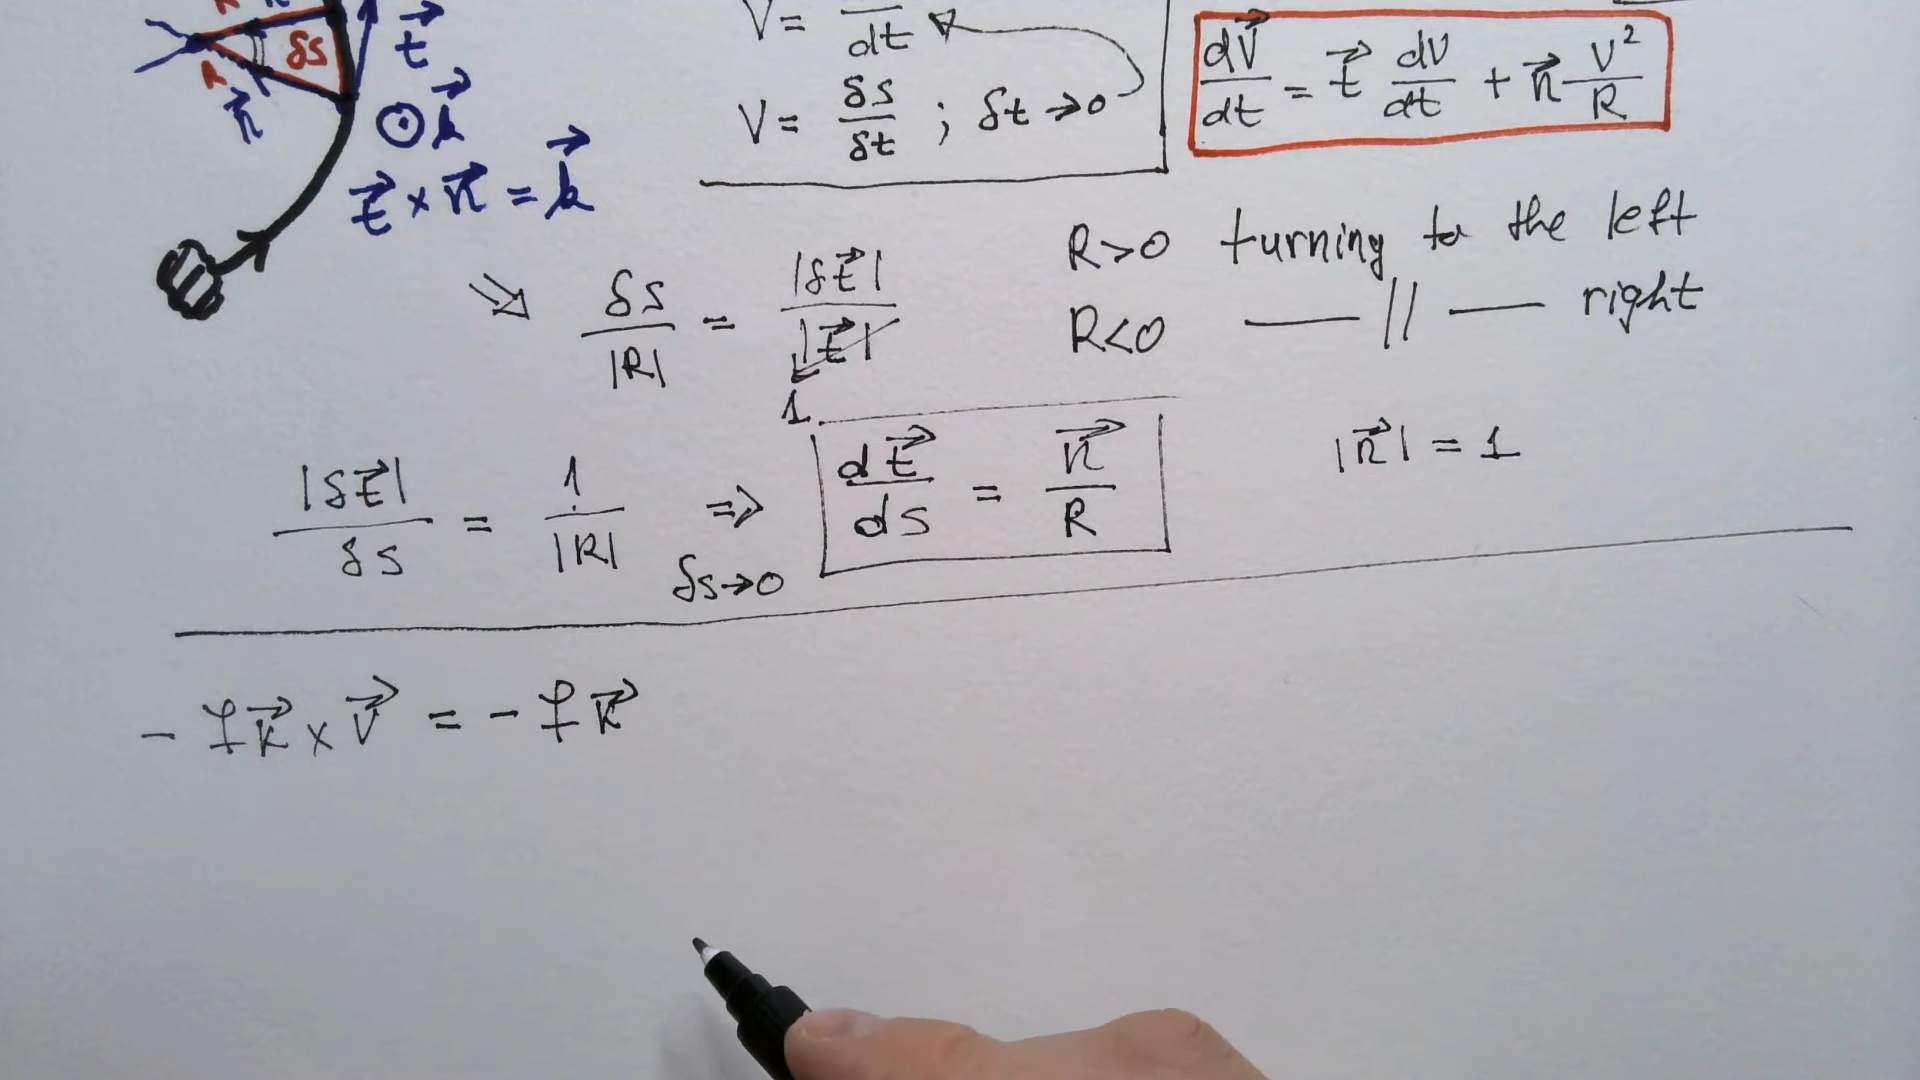 R n
δs
R
n⃗
t⃗
⊙ k⃗
t⃗ × n⃗ = k⃗
V = — / dt
V = δs/δt ; δt → 0
dV⃗/dt = t⃗ dV/dt + n⃗ V²/R
R>0 turning to the left
R<0 —— // —— right
⇒ δs/|R| = |δt⃗|/|t⃗|
1
|δt⃗|/δs = 1/|R| ⇒ dt⃗/ds = n⃗/R
δs→0
|n⃗| = 1
- f k⃗ × V⃗ = - f k⃗